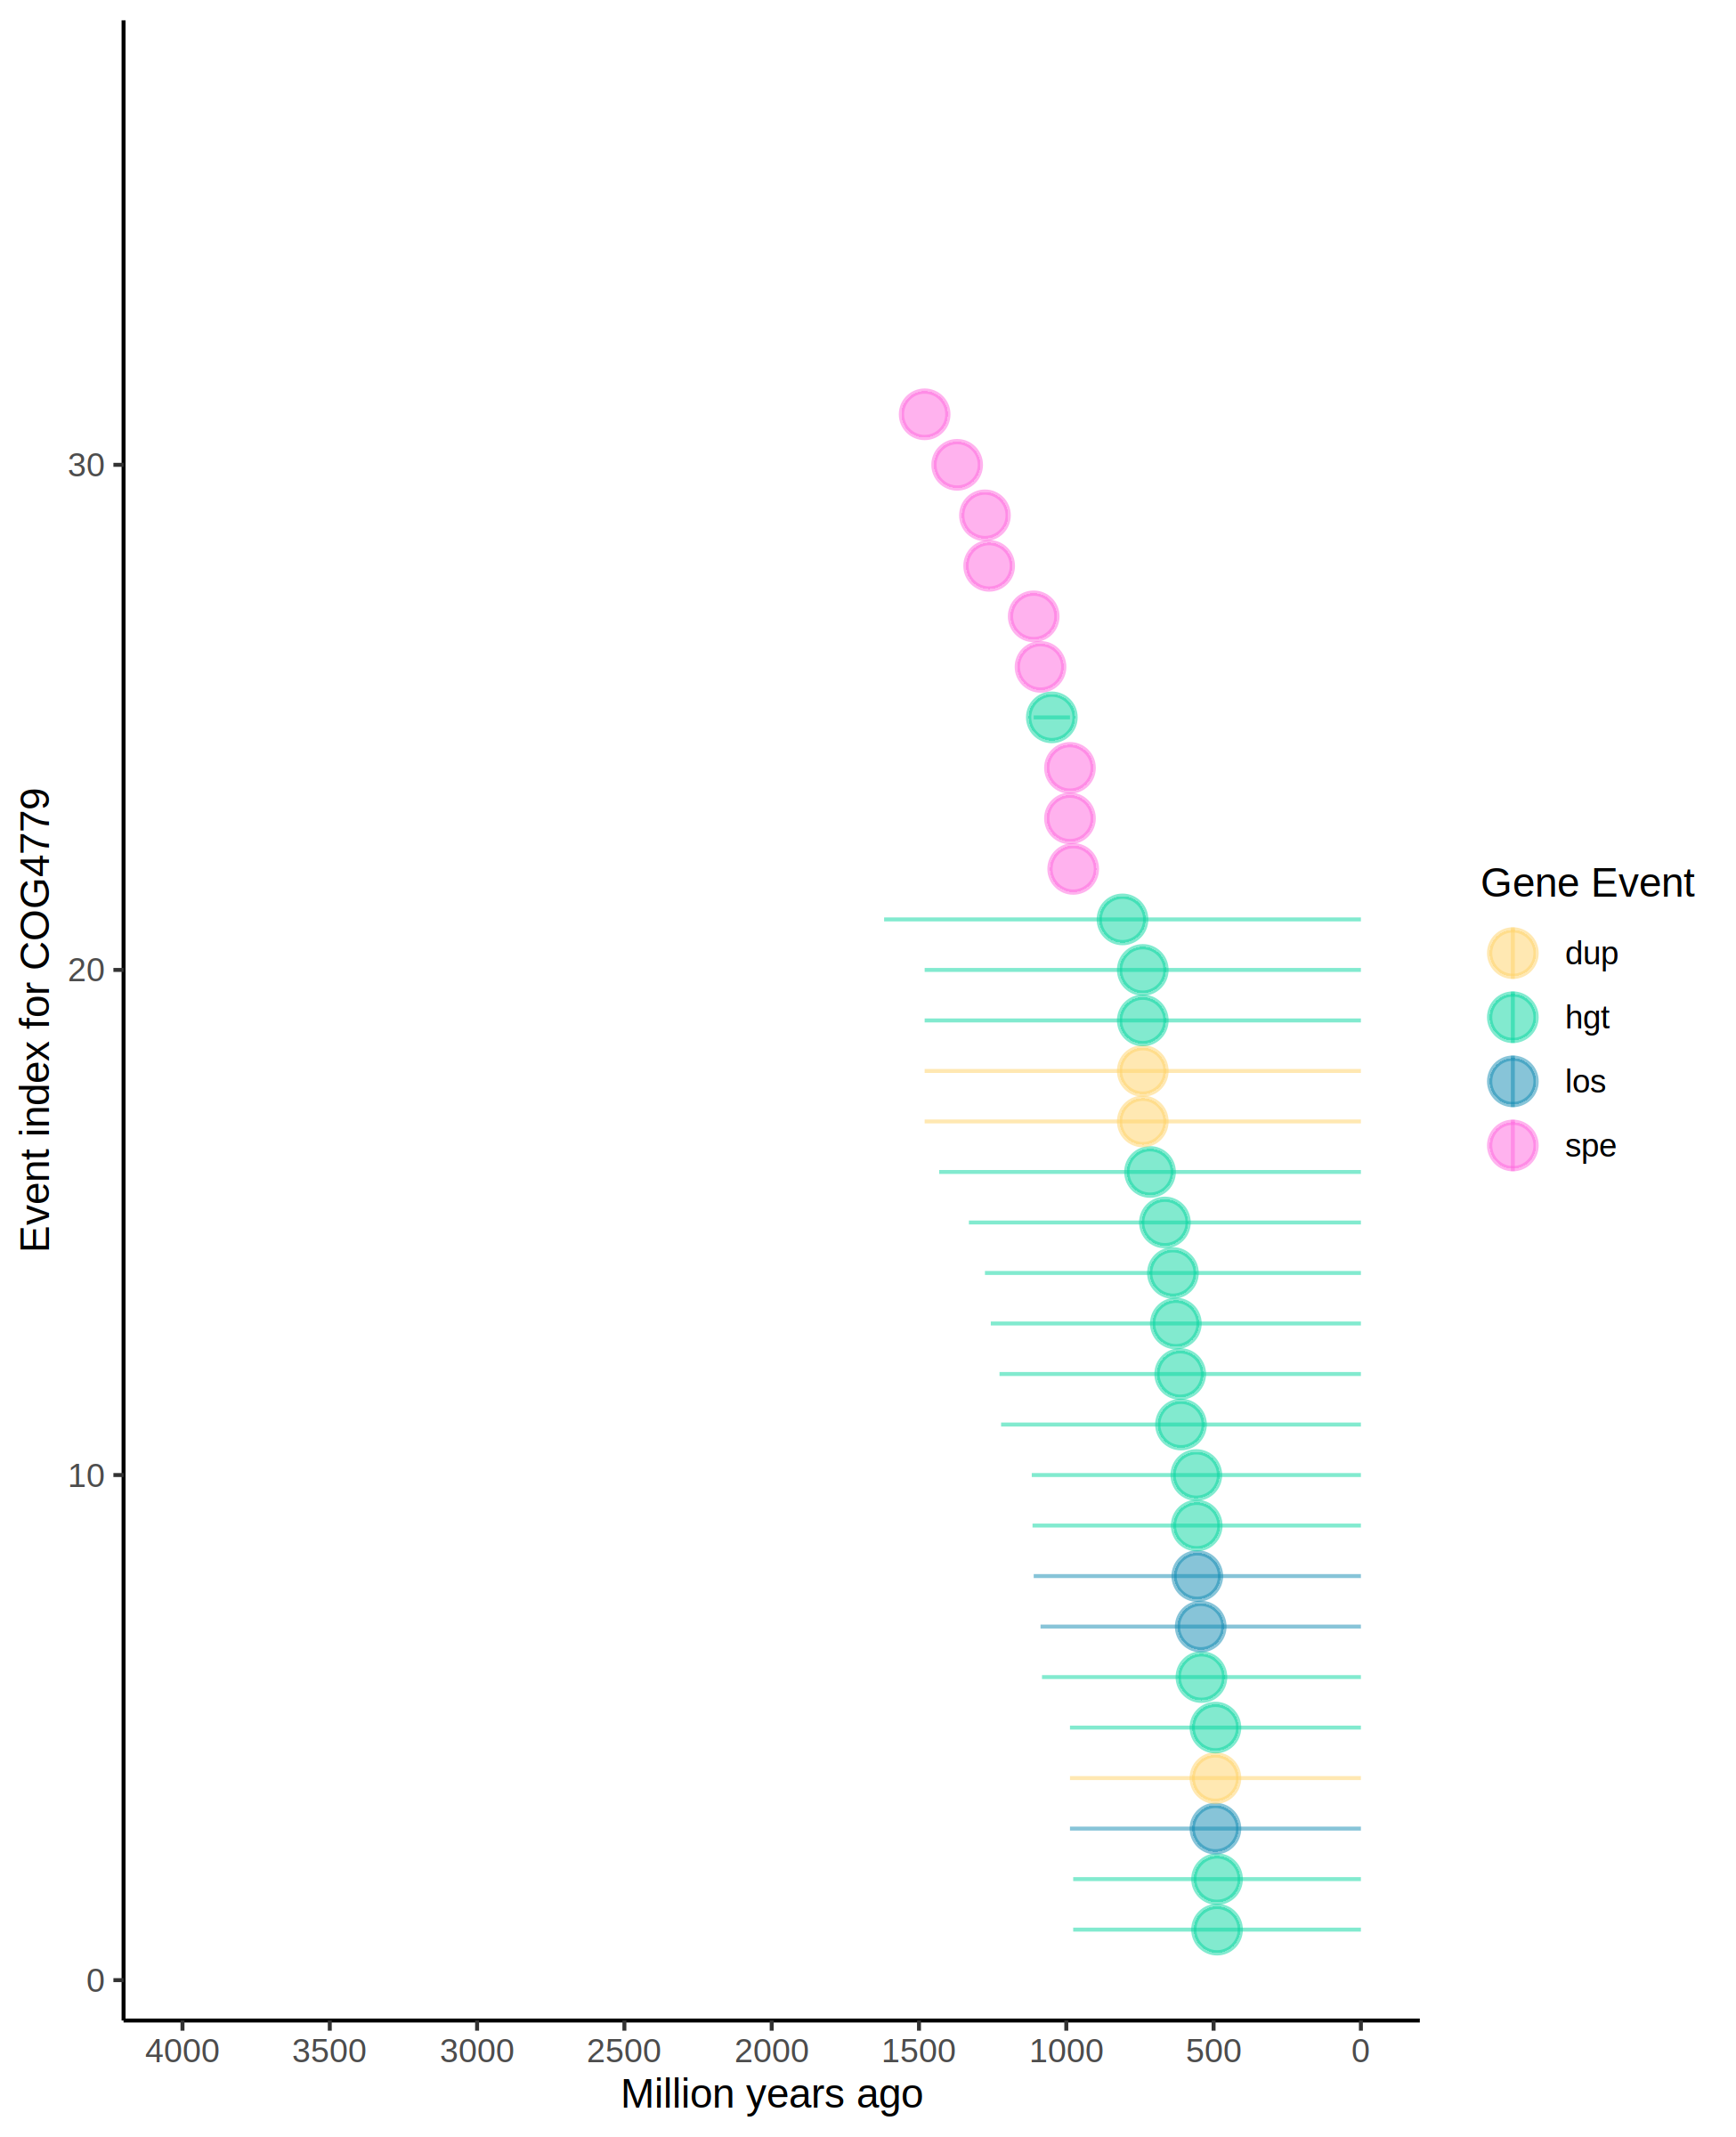 Event index for COG4779
30
20
10
0
4000 3500 3000 2500 2000 1500 1000 500 0
Million years ago
Gene Event
dup
hgt
los
spe